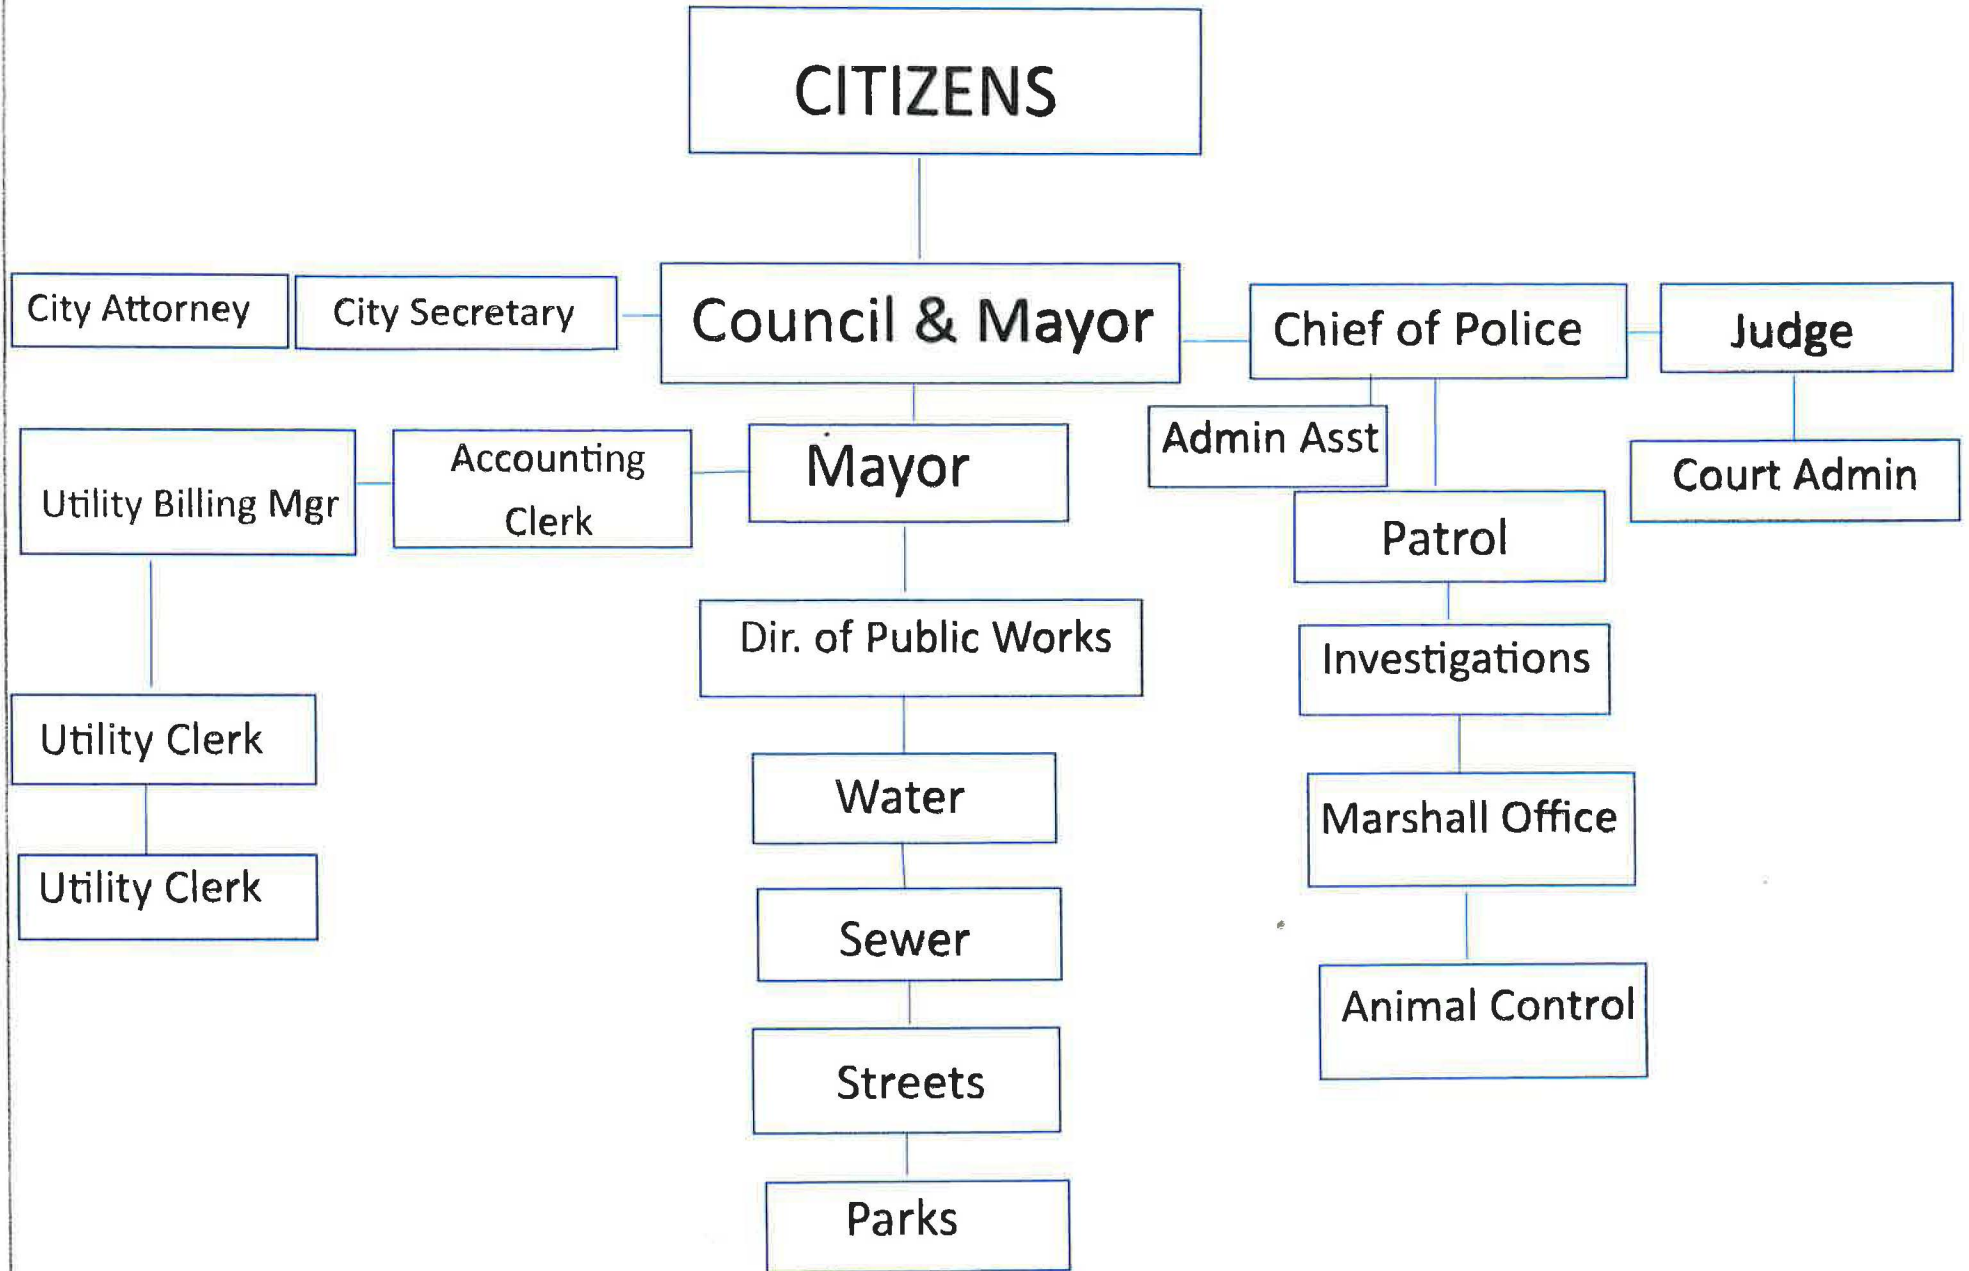 CITIZENS
City Attorney
City Secretary
Council & Mayor
Chief of Police
Judge
Utility Billing Mgr
Accounting
Clerk
Mayor
Admin Asst
Court Admin
Patrol
Dir. of Public Works
Investigations
Utility Clerk
Water
Marshall Office
Utility Clerk
Sewer
Animal Control
Streets
Parks